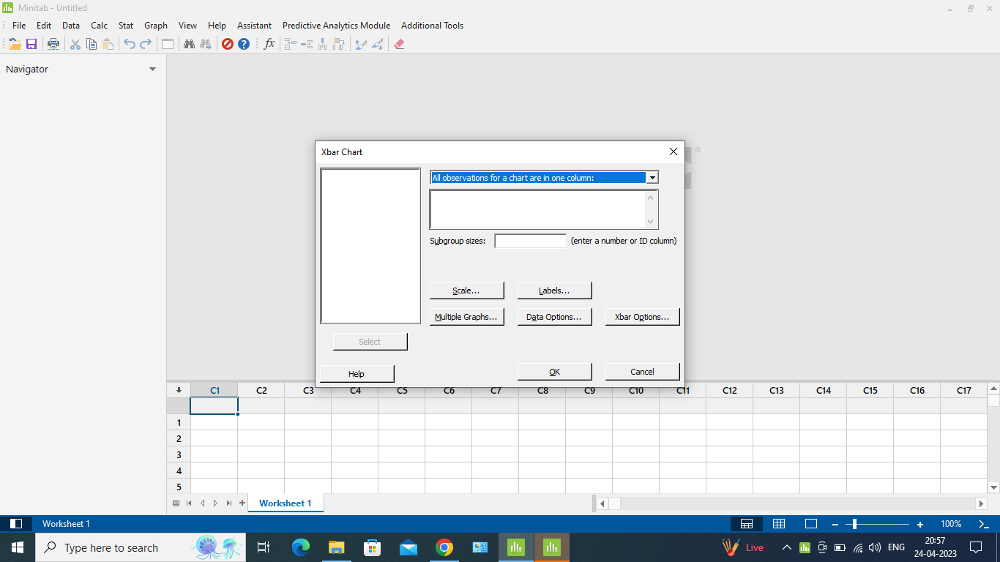 Minitab - Untitled
File Edit Data Calc Stat Graph View Help Assistant Predictive Analytics Module Additional Tools
fx
Navigator
Xbar Chart
All observations for a chart are in one column:
Subgroup sizes: (enter a number or ID column)
Scale... Labels...
Multiple Graphs... Data Options... Xbar Options...
Select
Help OK Cancel
C1 C2 C3 C4 C5 C6 C7 C8 C9 C10 C11 C12 C13 C14 C15 C16 C17
1
2
3
4
5
Worksheet 1
Worksheet 1 100%
Type here to search Live ENG 20:57
24-04-2023